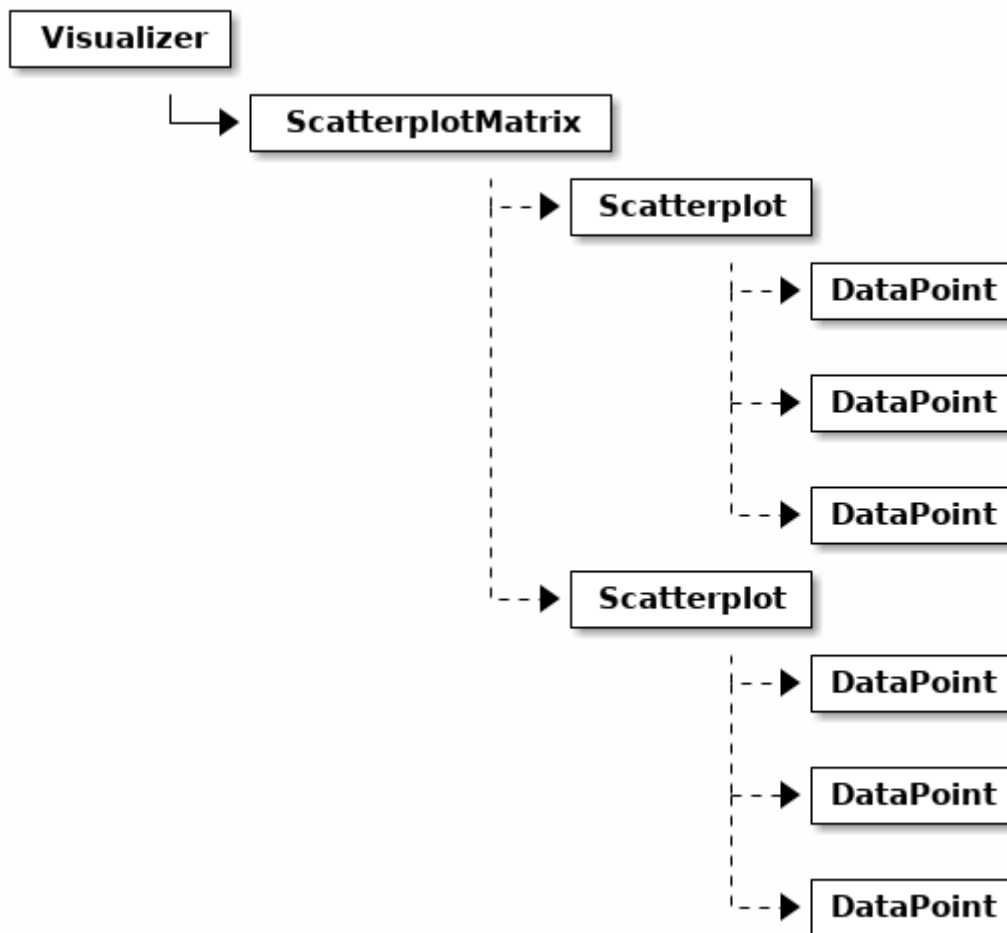 Visualizer
ScatterplotMatrix
Scatterplot
DataPoint
DataPoint
DataPoint
Scatterplot
DataPoint
DataPoint
DataPoint